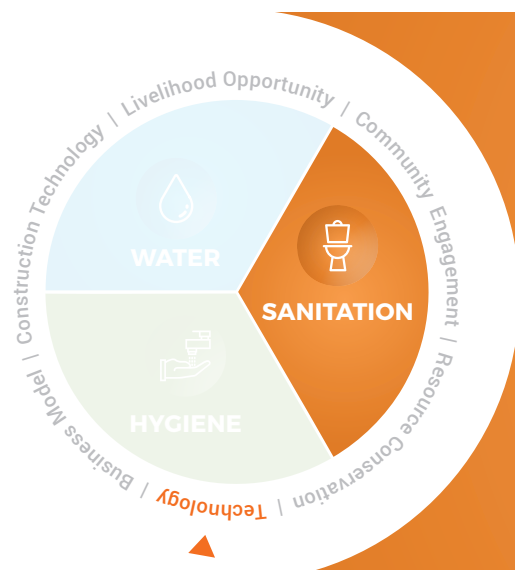 Construction Technology | Livelihood Opportunity | Community Engagement | Resource Conservation | Technology | Business Model |
WATER
SANITATION
HYGIENE